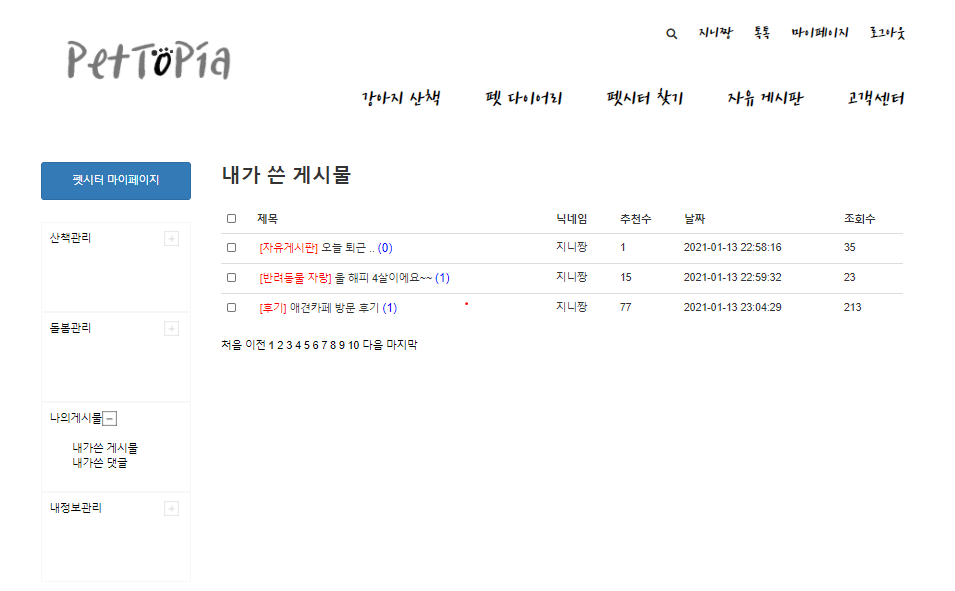 지니짱 톡톡 마이페이지 로그아웃
PetTopia
강아지 산책 펫 다이어리 펫시터 찾기 자유 게시판 고객센터
펫시터 마이페이지
산책관리
돌봄관리
나의게시물
내가쓴 게시물
내가쓴 댓글
내정보관리
내가 쓴 게시물
제목 닉네임 추천수 날짜 조회수
[자유게시판] 오늘 퇴근 .. (0) 지니짱 1 2021-01-13 22:58:16 35
[반려동물 자랑] 울 해피 4살이에요~~ (1) 지니짱 15 2021-01-13 22:59:32 23
[후기] 애견카페 방문 후기 (1) 지니짱 77 2021-01-13 23:04:29 213
처음 이전 1 2 3 4 5 6 7 8 9 10 다음 마지막